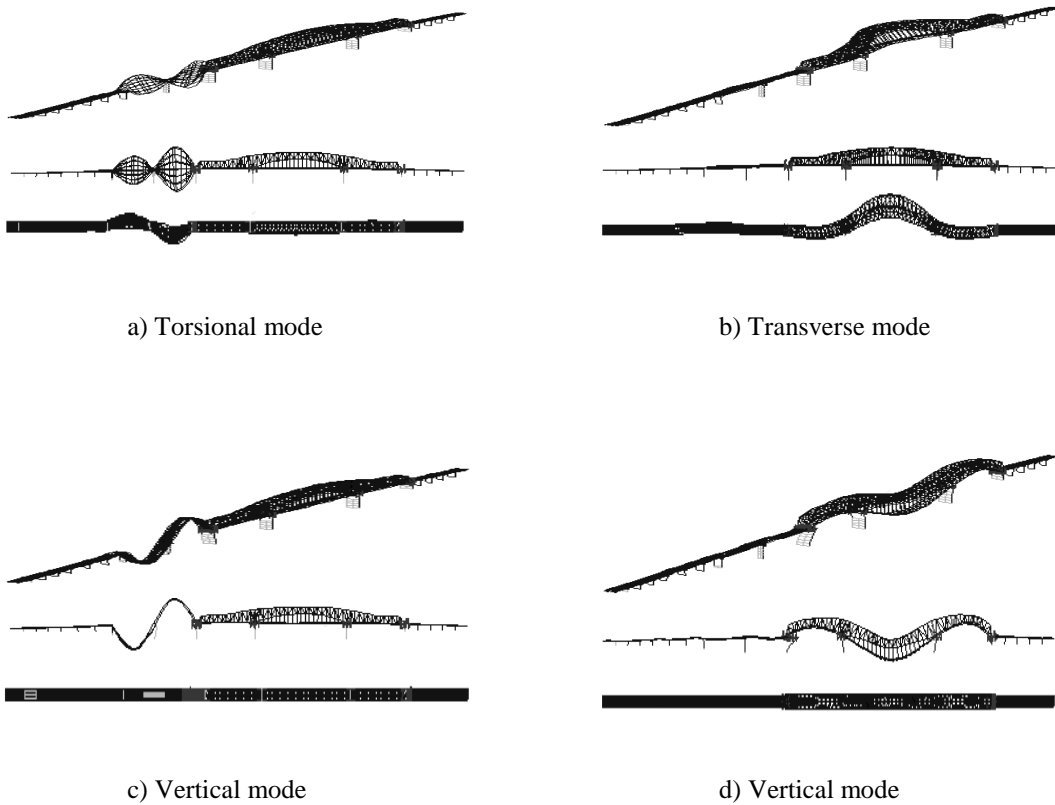 a) Torsional mode
b) Transverse mode
c) Vertical mode
d) Vertical mode